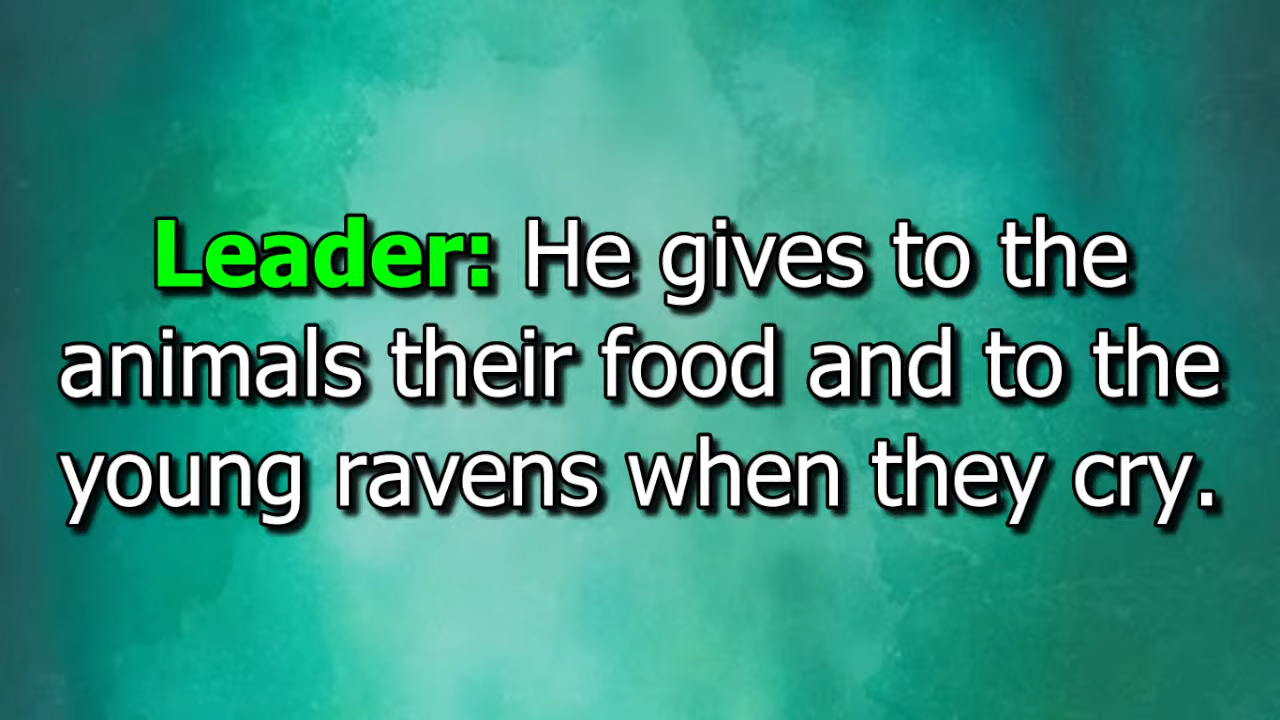 Leader: He gives to the
animals their food and to the
young ravens when they cry.